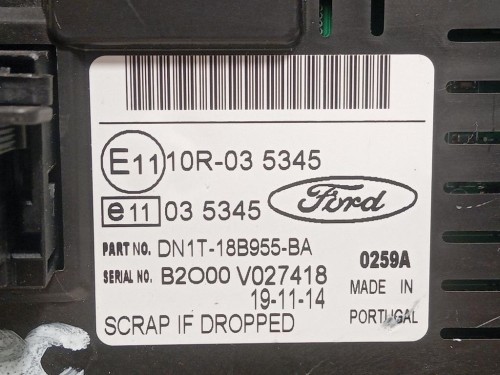 E11 10R-03 5345
e11 03 5345 Ford
PART NO. DN1T-18B955-BA
SERIAL NO. B2O00 V027418 0259A
19-11-14 MADE IN
SCRAP IF DROPPED PORTUGAL